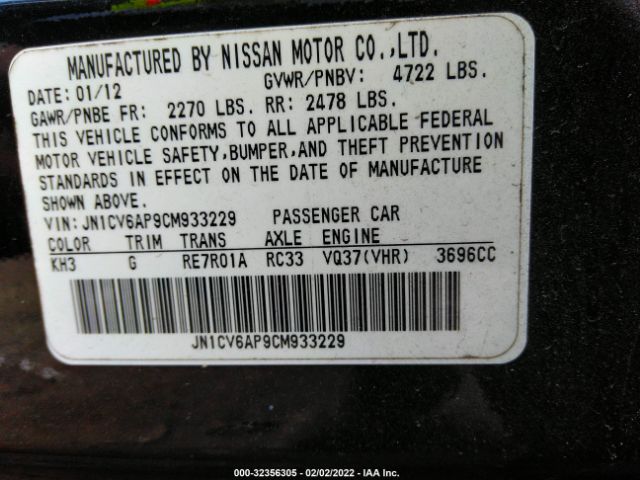 MANUFACTURED BY NISSAN MOTOR CO.,LTD.
DATE: 01/12 GVWR/PNBV: 4722 LBS.
GAWR/PNBE FR: 2270 LBS. RR: 2478 LBS.
THIS VEHICLE CONFORMS TO ALL APPLICABLE FEDERAL
MOTOR VEHICLE SAFETY,BUMPER,AND THEFT PREVENTION
STANDARDS IN EFFECT ON THE DATE OF MANUFACTURE
SHOWN ABOVE.
VIN: JN1CV6AP9CM933229 PASSENGER CAR
COLOR TRIM TRANS AXLE ENGINE
KH3 G RE7R01A RC33 VQ37(VHR) 3696CC
JN1CV6AP9CM933229
000-32356305 - 02/02/2022 - IAA Inc.